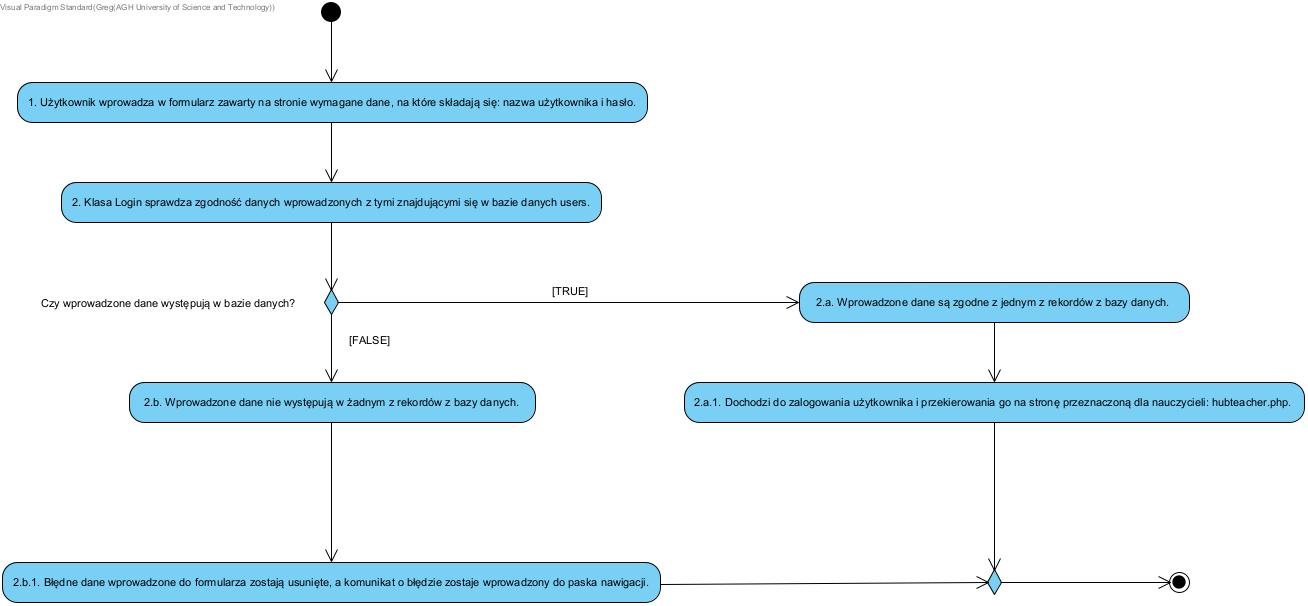 Visual Paradigm Standard(Greg(AGH University of Science and Technology))
1. Użytkownik wprowadza w formularz zawarty na stronie wymagane dane, na które składają się: nazwa użytkownika i hasło.
2. Klasa Login sprawdza zgodność danych wprowadzonych z tymi znajdującymi się w bazie danych users.
Czy wprowadzone dane występują w bazie danych?
[TRUE]
2.a. Wprowadzone dane są zgodne z jednym z rekordów z bazy danych.
[FALSE]
2.b. Wprowadzone dane nie występują w żadnym z rekordów z bazy danych.
2.a.1. Dochodzi do zalogowania użytkownika i przekierowania go na stronę przeznaczoną dla nauczycieli: hubteacher.php.
2.b.1. Błędne dane wprowadzone do formularza zostają usunięte, a komunikat o błędzie zostaje wprowadzony do paska nawigacji.